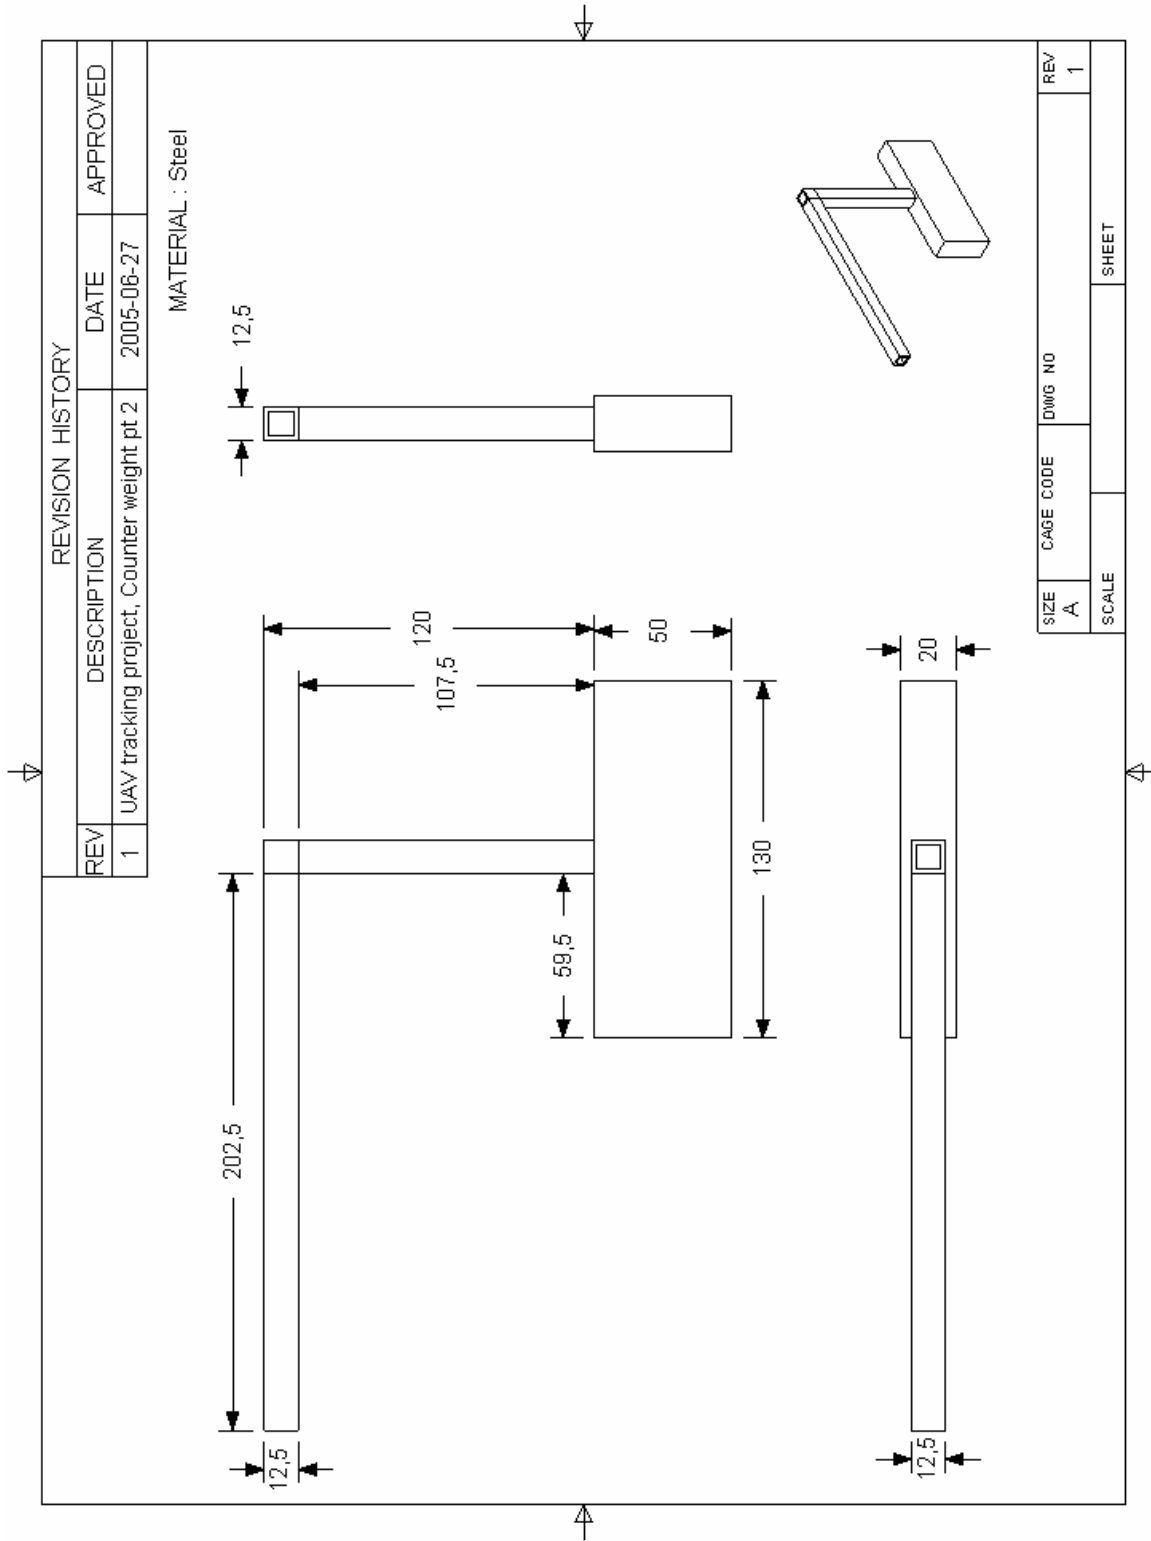 REVISION HISTORY
REV DESCRIPTION DATE APPROVED
1 UAV tracking project, Counter weight pt 2 2005-06-27
MATERIAL : Steel
202,5
12,5
12,5
120
107,5
59,5
50
130
20
12,5
SIZE
A
CAGE CODE
DWG NO
REV
1
SCALE
SHEET